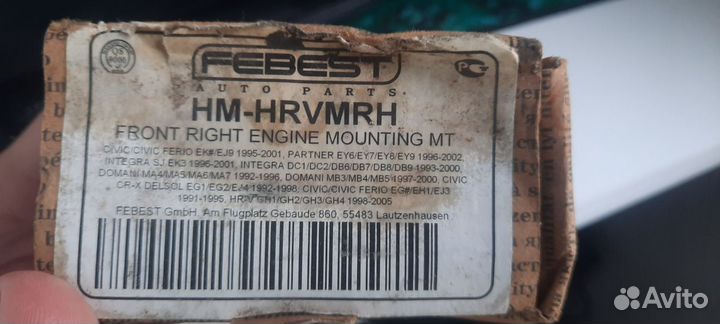 FEBEST
AUTO PARTS
HM-HRVMRH
FRONT RIGHT ENGINE MOUNTING MT
CIVIC/CIVIC FERIO EK#/EJ9 1995-2001, PARTNER EY6/EY7/EY8/EY9 1996-2002,
INTEGRA SJ EK3 1996-2001, INTEGRA DC1/DC2/DB6/DB7/DB8/DB9 1993-2000,
DOMANI MA4/MA5/MA6/MA7 1992-1996, DOMANI MB3/MB4/MB5 1997-2000, CIVIC
CR-X DELSOL EG1/EG2/EJ4 1992-1998, CIVIC/CIVIC FERIO EG#/EH1/EJ3
1991-1995, HR-V GH1/GH2/GH3/GH4 1998-2005
FEBEST GmbH, Am Flugplatz Gebäude 860, 55483 Lautzenhausen
Avito